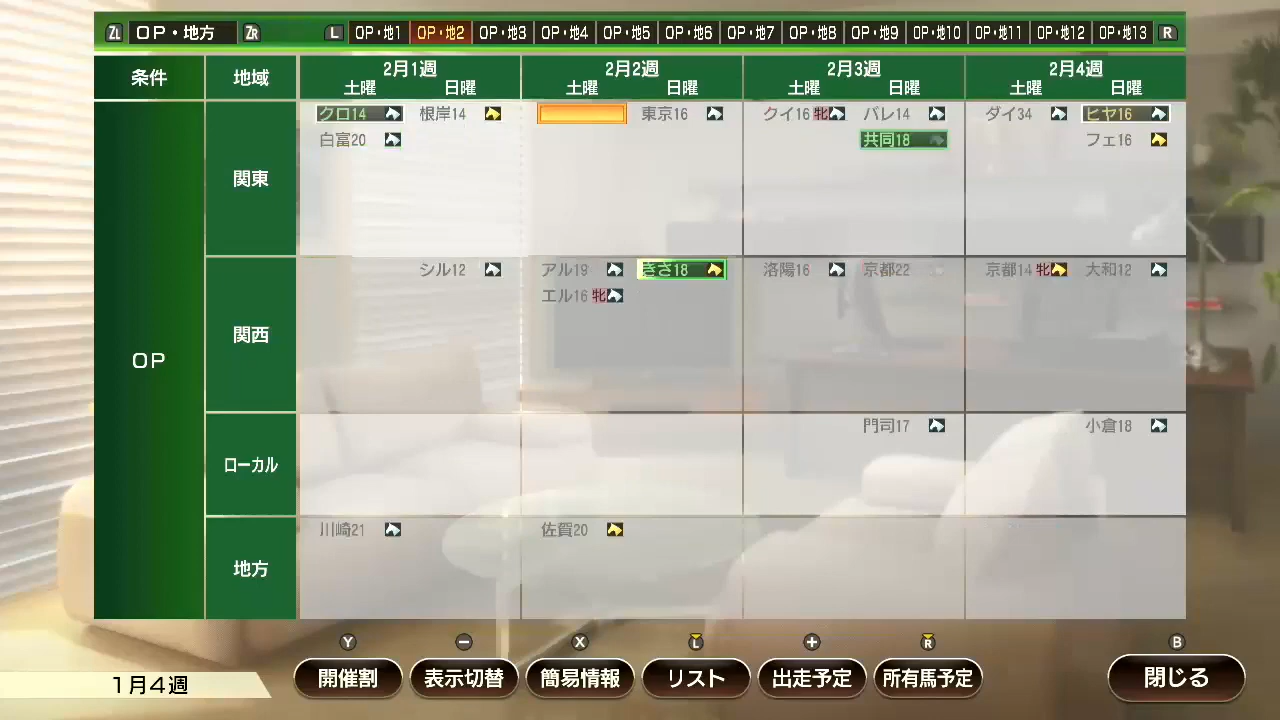 ZL OP・地方 ZR L OP・地1 OP・地2 OP・地3 OP・地4 OP・地5 OP・地6 OP・地7 OP・地8 OP・地9 OP・地10 OP・地11 OP・地12 OP・地13 R
条件 地域 2月1週 2月2週 2月3週 2月4週
土曜 日曜 土曜 日曜 土曜 日曜 土曜 日曜
クロ14 根岸14 東京16 クイ16 牝 バレ14 ダイ34 ヒヤ16
白富20 共同18 フェ16
関東
シル12 アル19 きさ18 洛陽16 京都22 京都14 牝 大和12
エル16 牝
関西
OP
門司17 小倉18
ローカル
川崎21 佐賀20
地方
Y － X L ＋ R B
開催割 表示切替 簡易情報 リスト 出走予定 所有馬予定 閉じる
1月4週